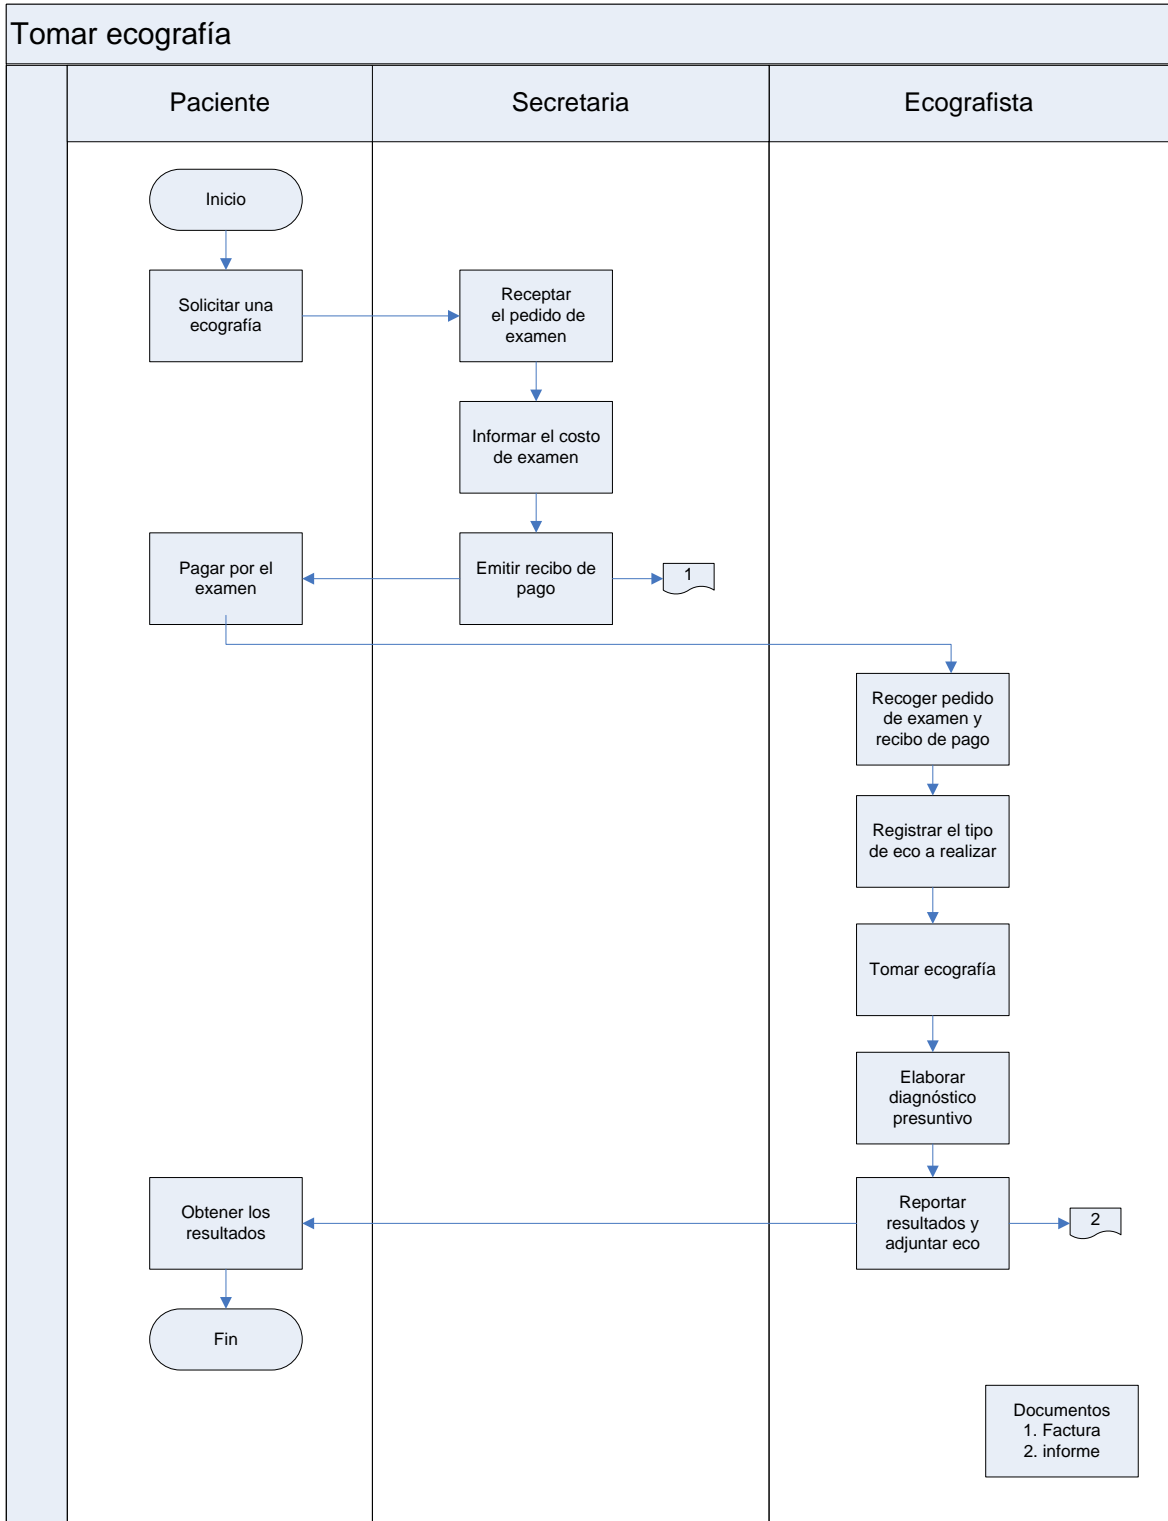 Tomar ecografía
Paciente
Secretaria
Ecografista
Inicio
Solicitar una
ecografía
Receptar
el pedido de
examen
Informar el costo
de examen
Pagar por el
examen
Emitir recibo de
pago
1
Recoger pedido
de examen y
recibo de pago
Registrar el tipo
de eco a realizar
Tomar ecografía
Elaborar
diagnóstico
presuntivo
Obtener los
resultados
Reportar
resultados y
adjuntar eco
2
Fin
Documentos
1. Factura
2. informe